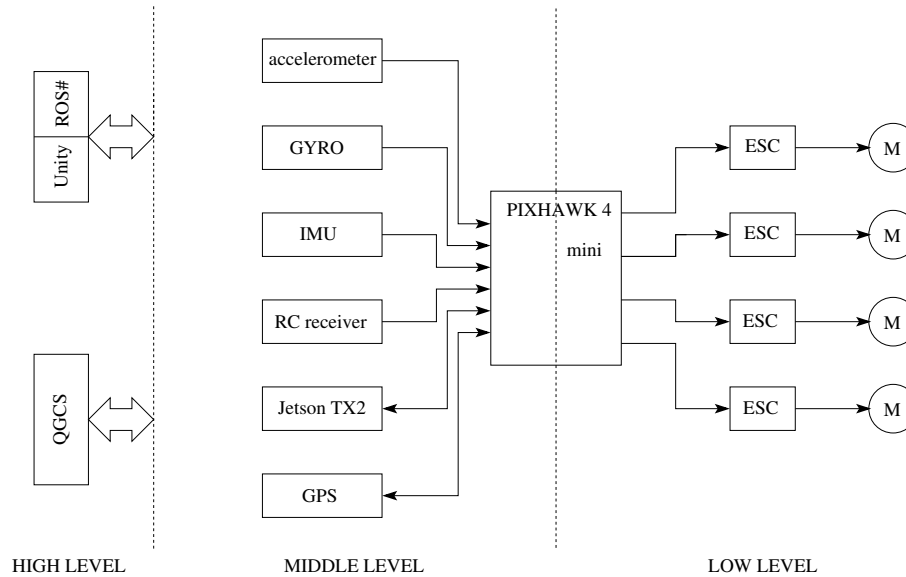 ROS#
Unity
QGCS
HIGH LEVEL
accelerometer
GYRO
IMU
RC receiver
Jetson TX2
GPS
MIDDLE LEVEL
PIXHAWK 4
mini
ESC
M
ESC
M
ESC
M
ESC
M
LOW LEVEL